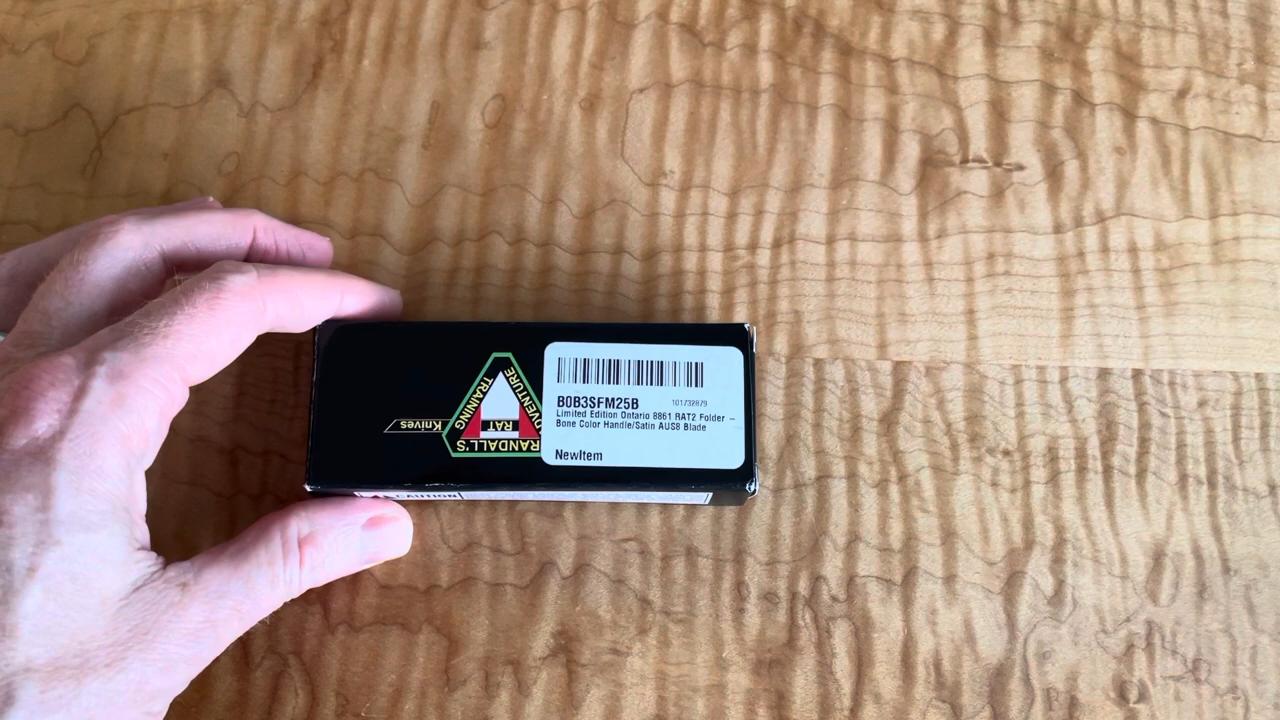 B0B3SFM25B
101732879
Limited Edition Ontario 8861 RAT2 Folder –
Bone Color Handle/Satin AUS8 Blade
NewItem
RANDALL'S
ADVENTURE
TRAINING
RAT
Knives
CAUTION